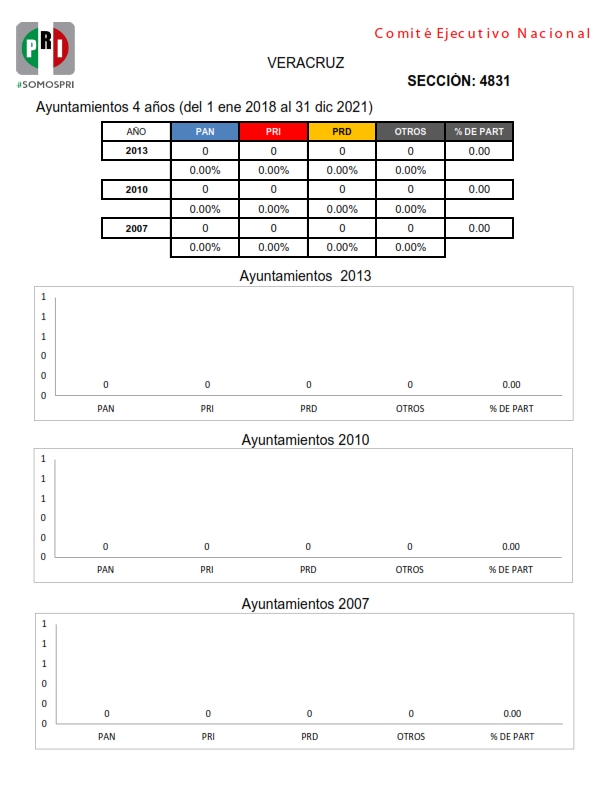 Comité Ejecutivo Nacional
PRI
#SOMOSPRI
VERACRUZ
SECCIÓN: 4831
Ayuntamientos 4 años (del 1 ene 2018 al 31 dic 2021)
AÑO PAN PRI PRD OTROS % DE PART
2013 0 0 0 0 0.00
0.00% 0.00% 0.00% 0.00%
2010 0 0 0 0 0.00
0.00% 0.00% 0.00% 0.00%
2007 0 0 0 0 0.00
0.00% 0.00% 0.00% 0.00%
Ayuntamientos 2013
1
1
1
0
0
0
0 0 0 0 0.00
PAN PRI PRD OTROS % DE PART
Ayuntamientos 2010
1
1
1
0
0
0
0 0 0 0 0.00
PAN PRI PRD OTROS % DE PART
Ayuntamientos 2007
1
1
1
0
0
0
0 0 0 0 0.00
PAN PRI PRD OTROS % DE PART